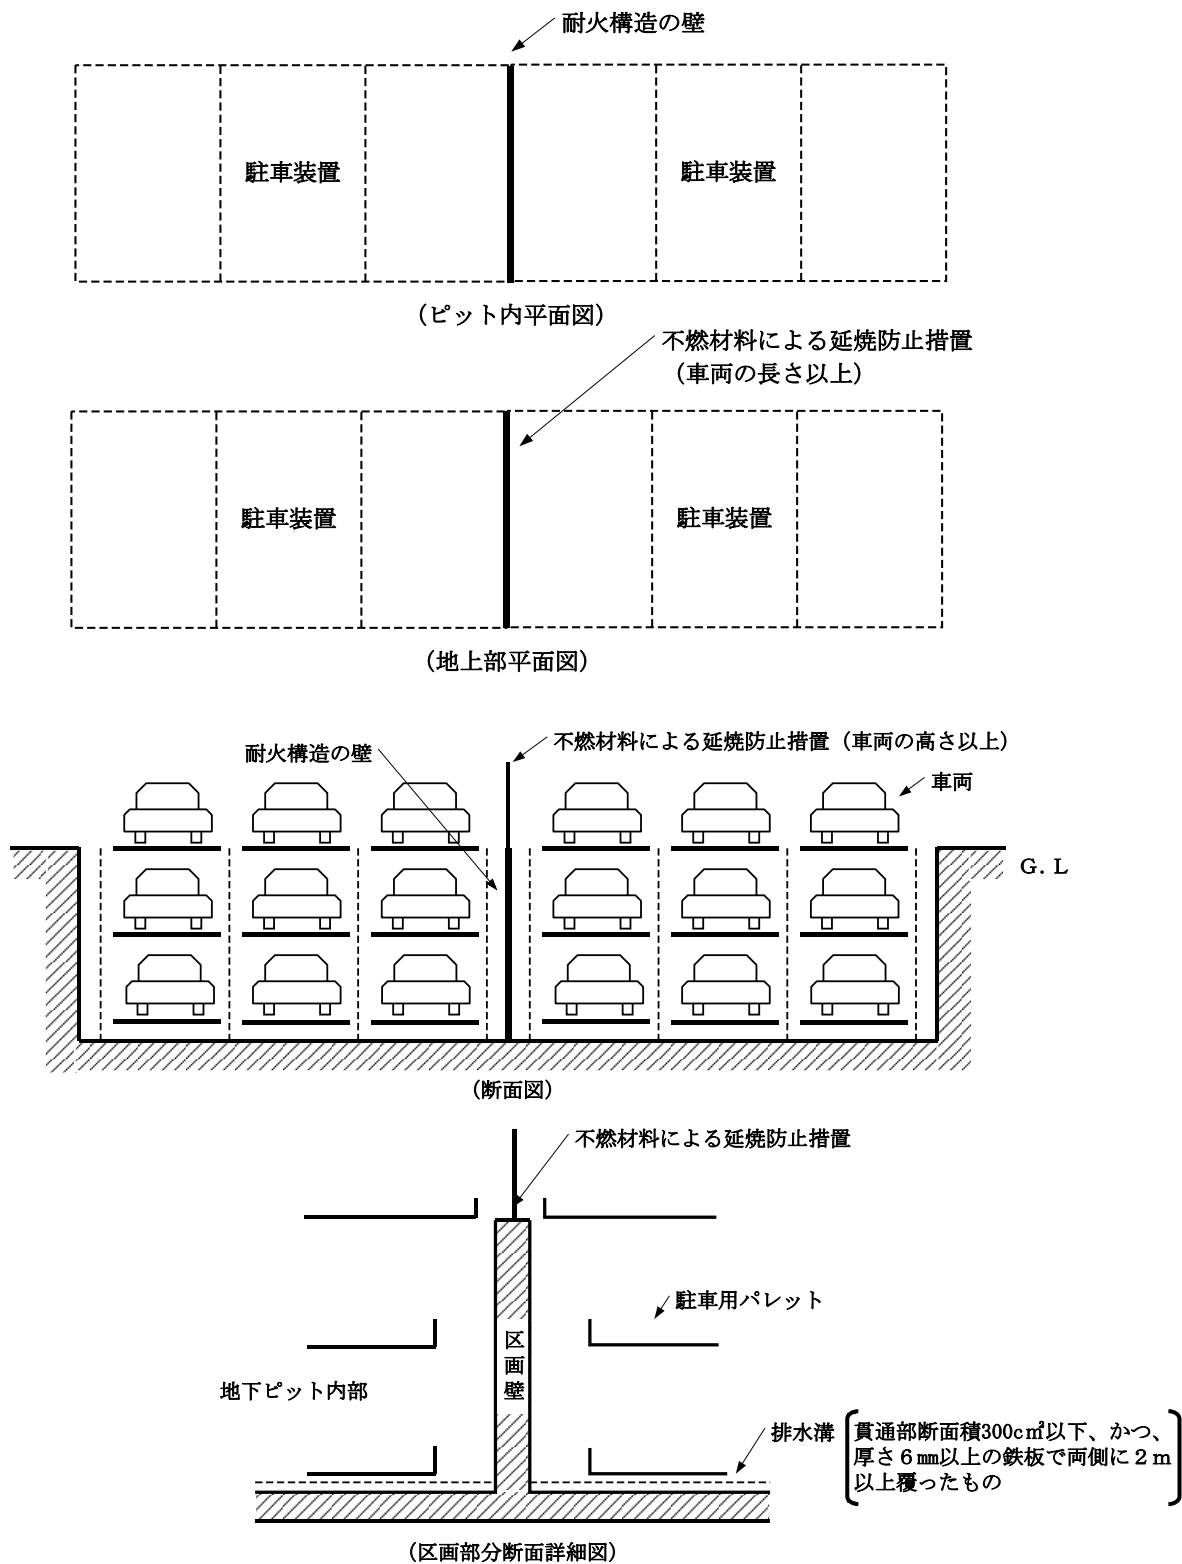 耐火構造の壁
駐車装置
駐車装置
(ピット内平面図)
不燃材料による延焼防止措置
(車両の長さ以上)
駐車装置
駐車装置
(地上部平面図)
耐火構造の壁
不燃材料による延焼防止措置(車両の高さ以上)
車両
G.L
(断面図)
不燃材料による延焼防止措置
駐車用パレット
区画壁
地下ピット内部
排水溝
貫通部断面積300c㎡以下、かつ、
厚さ6㎜以上の鉄板で両側に2m
以上覆ったもの
(区画部分断面詳細図)